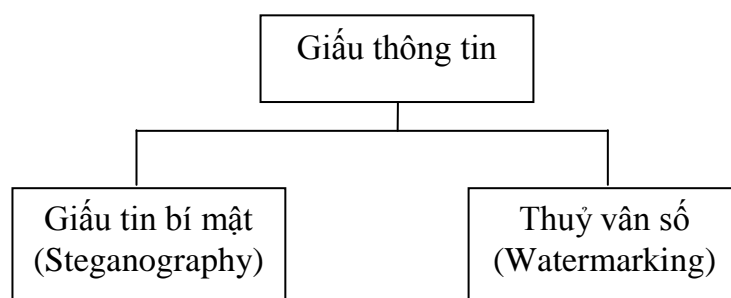 Giấu thông tin
Giấu tin bí mật
(Steganography)
Thuỷ vân số
(Watermarking)